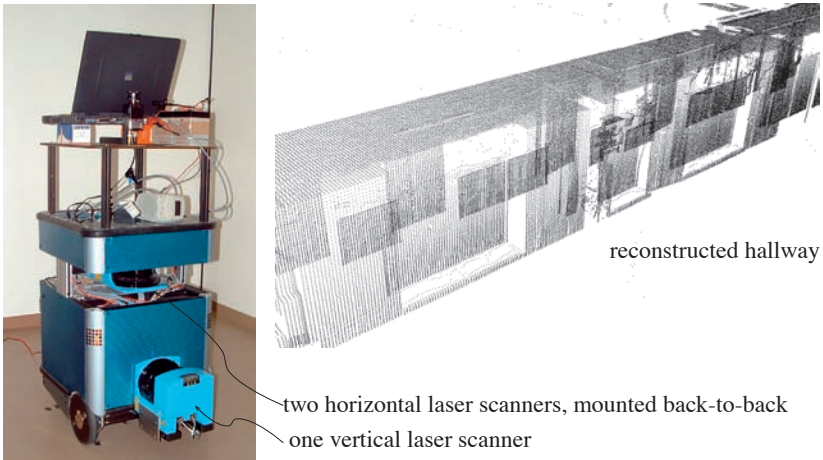 reconstructed hallway
two horizontal laser scanners, mounted back-to-back
one vertical laser scanner